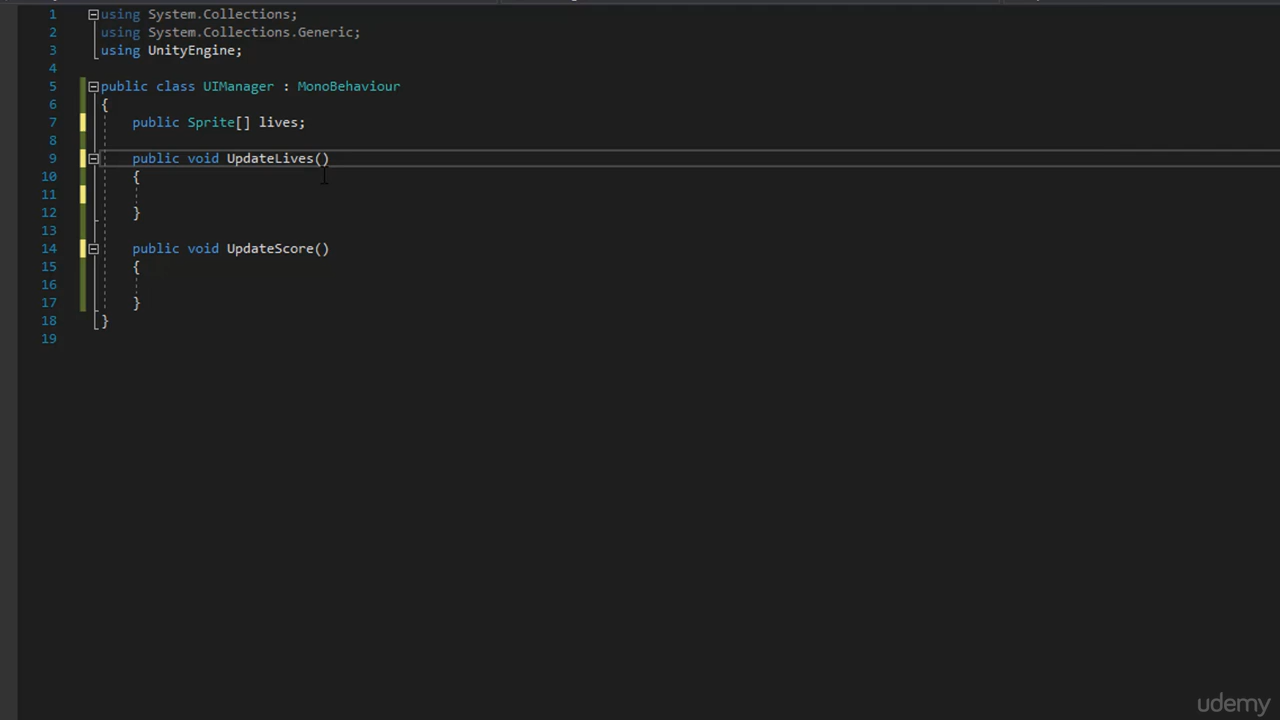 1 using System.Collections;
2 using System.Collections.Generic;
3 using UnityEngine;
4
5 public class UIManager : MonoBehaviour
6 {
7 public Sprite[] lives;
8
9 public void UpdateLives()
10 {
11
12 }
13
14 public void UpdateScore()
15 {
16
17 }
18 }
19
udemy